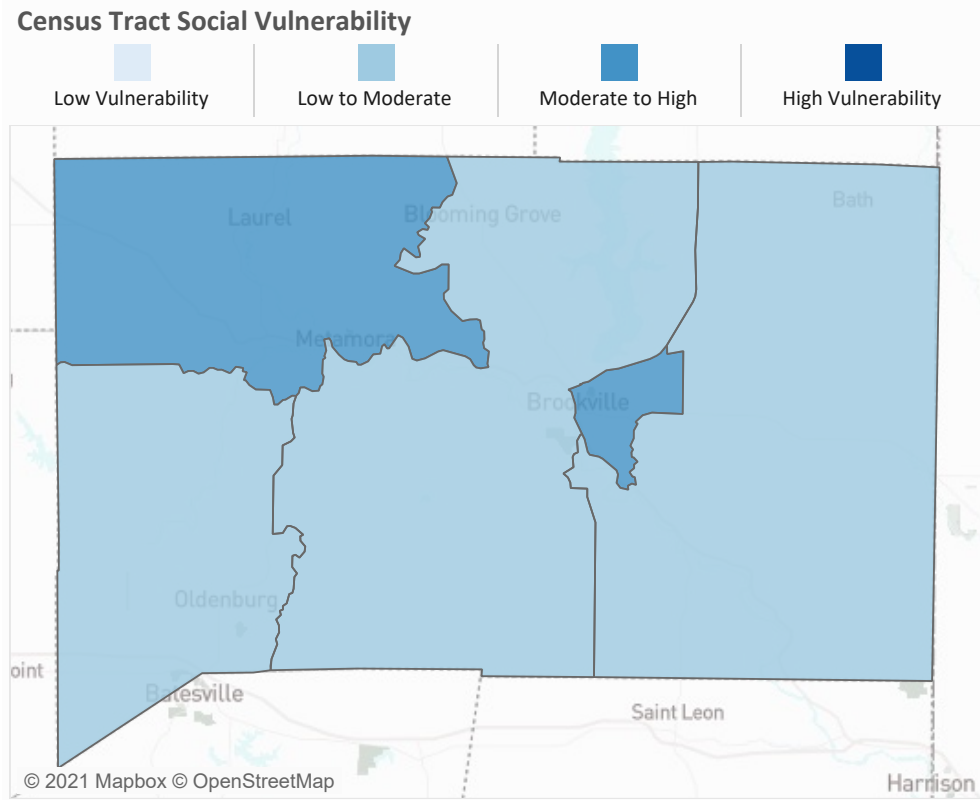 Census Tract Social Vulnerability
Low Vulnerability
Low to Moderate
Moderate to High
High Vulnerability
Bath
Laurel
Blooming Grove
Metamora
Brookville
Oldenburg
oint
Batesville
Saint Leon
© 2021 Mapbox © OpenStreetMap
Harrison